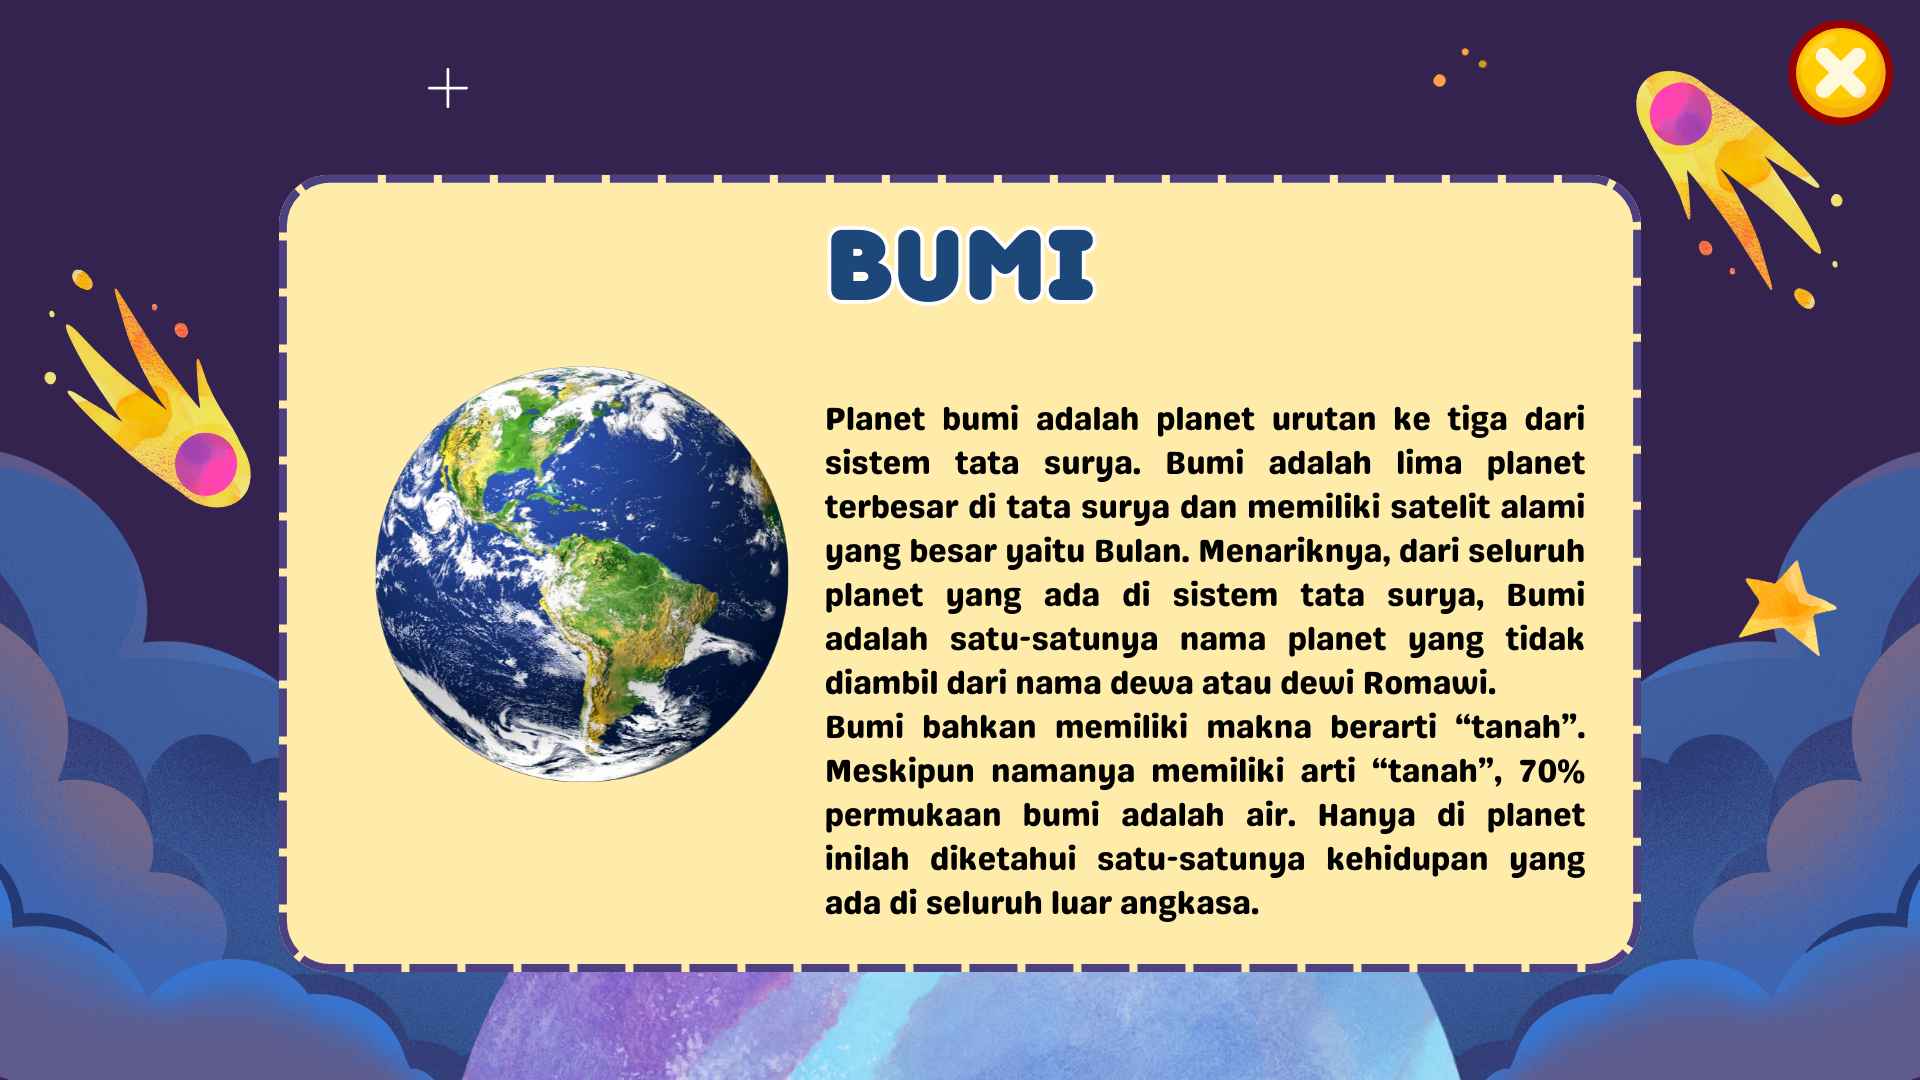 BUMI
Planet bumi adalah planet urutan ke tiga dari
sistem tata surya. Bumi adalah lima planet
terbesar di tata surya dan memiliki satelit alami
yang besar yaitu Bulan. Menariknya, dari seluruh
planet yang ada di sistem tata surya, Bumi
adalah satu-satunya nama planet yang tidak
diambil dari nama dewa atau dewi Romawi.
Bumi bahkan memiliki makna berarti “tanah”.
Meskipun namanya memiliki arti “tanah”, 70%
permukaan bumi adalah air. Hanya di planet
inilah diketahui satu-satunya kehidupan yang
ada di seluruh luar angkasa.